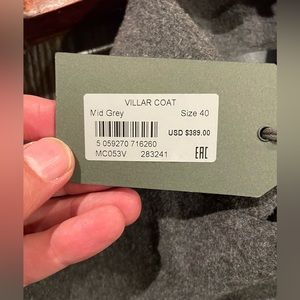 VILLAR COAT
Mid Grey Size 40
USD $389.00
5 059270 716260
MC053V 283241 EAC